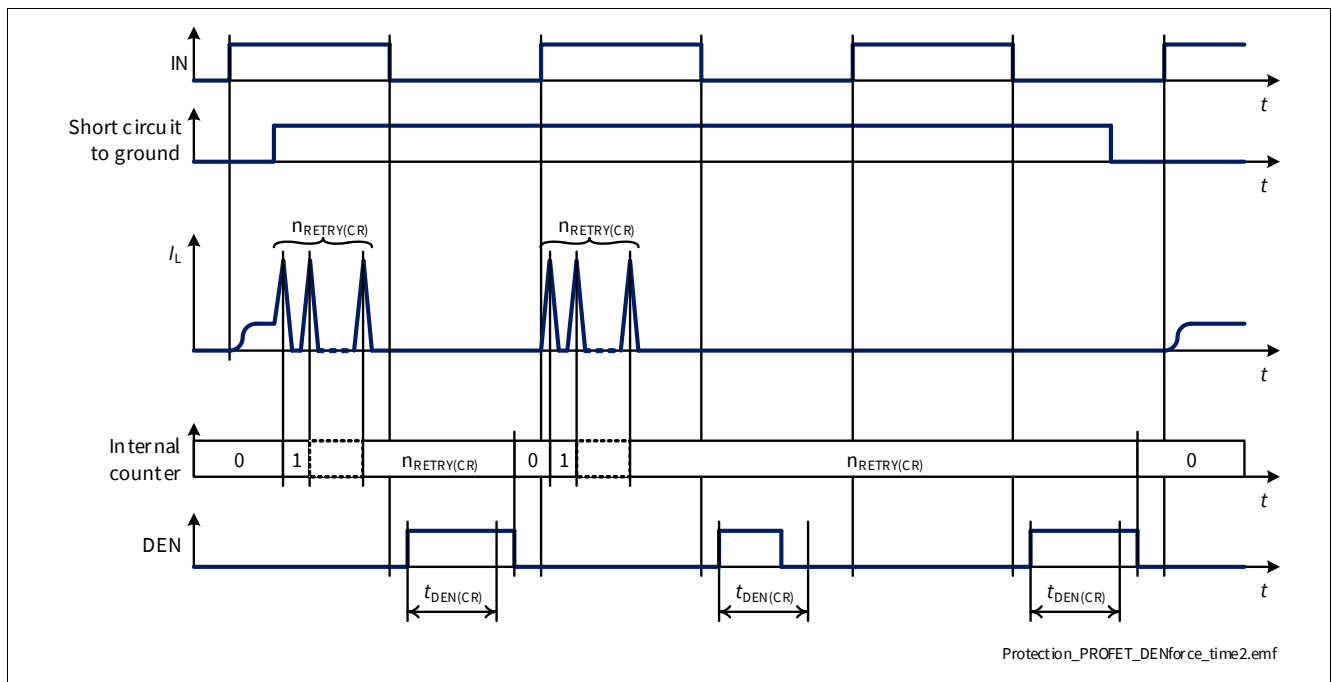 IN
t
Short circuit
to ground
t
nRETRY(CR)
nRETRY(CR)
IL
t
Internal
counter
0
1
nRETRY(CR)
0
1
nRETRY(CR)
0
t
DEN
t
tDEN(CR)
tDEN(CR)
tDEN(CR)
Protection_PROFET_DENforce_time2.emf